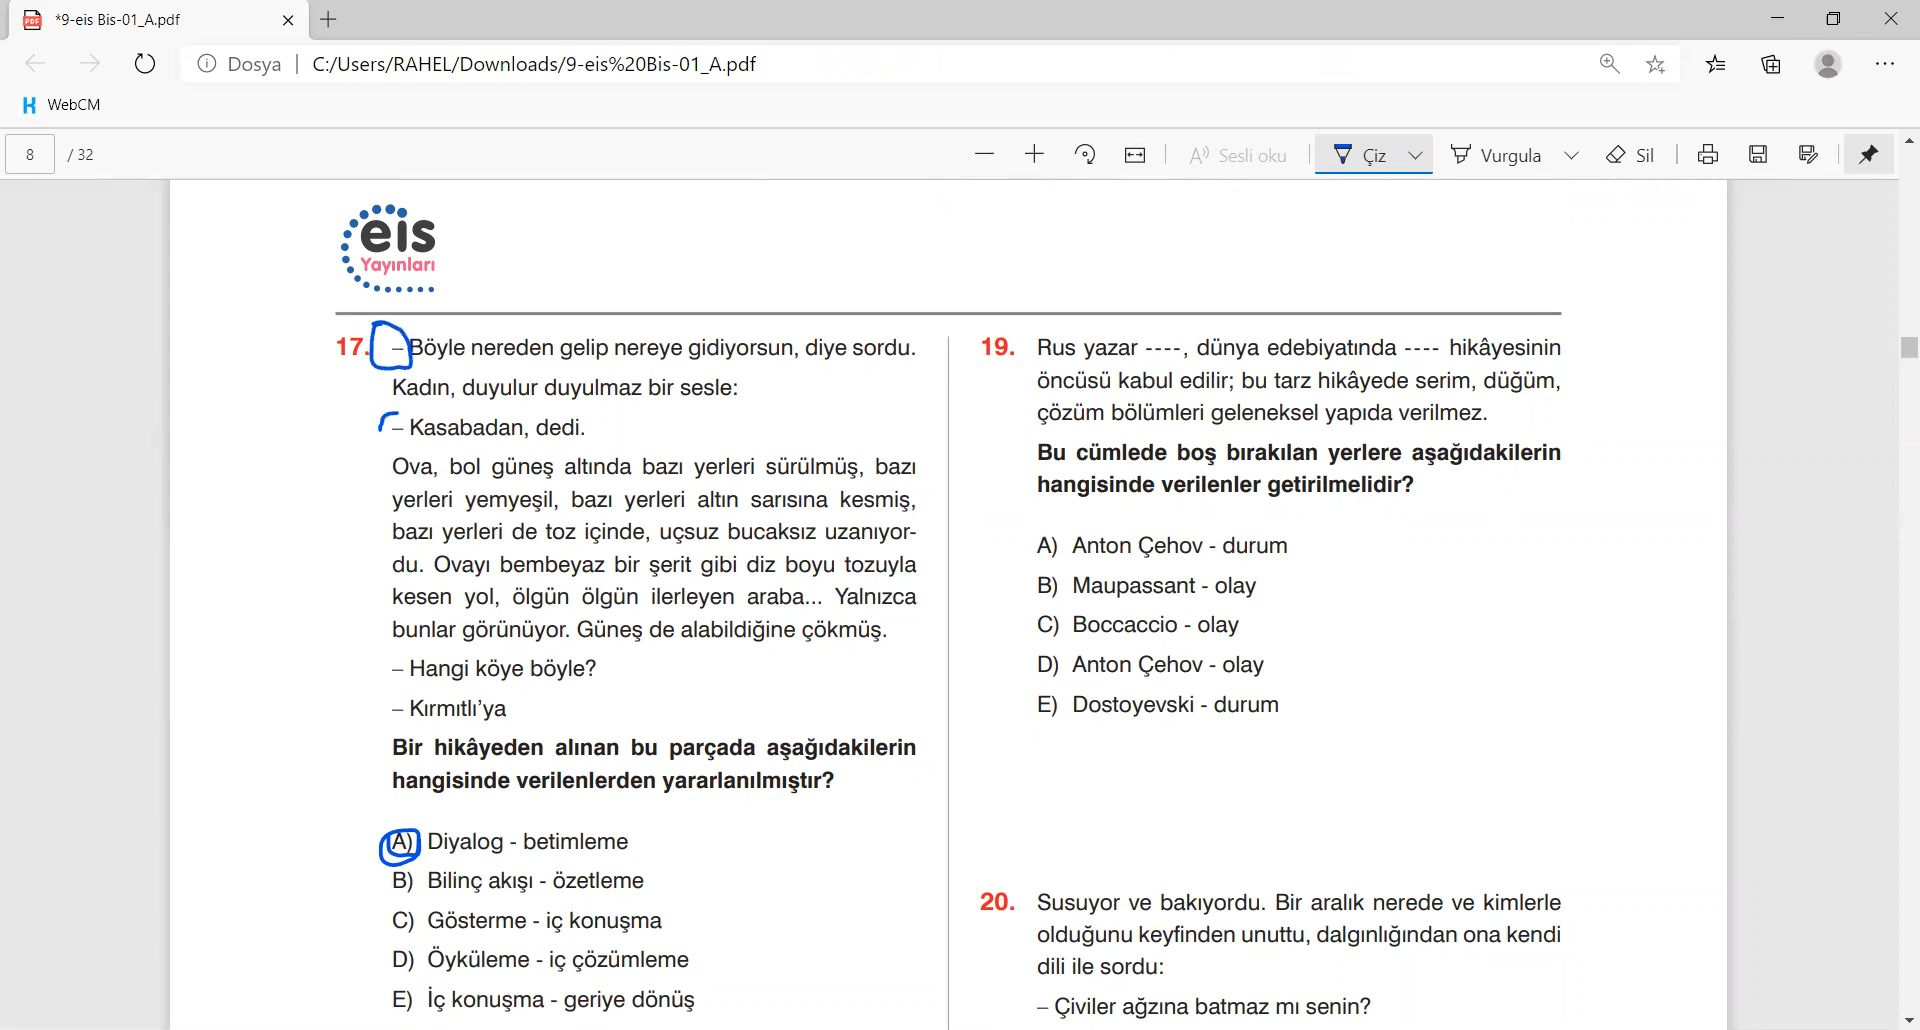 *9-eis Bis-01_A.pdf
Dosya | C:/Users/RAHEL/Downloads/9-eis%20Bis-01_A.pdf
WebCM
8 / 32
Sesli oku
Çiz
Vurgula
Sil
eis
Yayınları
17. – Böyle nereden gelip nereye gidiyorsun, diye sordu.
Kadın, duyulur duyulmaz bir sesle:
– Kasabadan, dedi.
Ova, bol güneş altında bazı yerleri sürülmüş, bazı
yerleri yemyeşil, bazı yerleri altın sarısına kesmiş,
bazı yerleri de toz içinde, uçsuz bucaksız uzanıyor-
du. Ovayı bembeyaz bir şerit gibi diz boyu tozuyla
kesen yol, ölgün ölgün ilerleyen araba... Yalnızca
bunlar görünüyor. Güneş de alabildiğine çökmüş.
– Hangi köye böyle?
– Kırmıtlı'ya
Bir hikâyeden alınan bu parçada aşağıdakilerin
hangisinde verilenlerden yararlanılmıştır?
A) Diyalog - betimleme
B) Bilinç akışı - özetleme
C) Gösterme - iç konuşma
D) Öyküleme - iç çözümleme
E) İç konuşma - geriye dönüş
19. Rus yazar ----, dünya edebiyatında ---- hikâyesinin
öncüsü kabul edilir; bu tarz hikâyede serim, düğüm,
çözüm bölümleri geleneksel yapıda verilmez.
Bu cümlede boş bırakılan yerlere aşağıdakilerin
hangisinde verilenler getirilmelidir?
A) Anton Çehov - durum
B) Maupassant - olay
C) Boccaccio - olay
D) Anton Çehov - olay
E) Dostoyevski - durum
20. Susuyor ve bakıyordu. Bir aralık nerede ve kimlerle
olduğunu keyfinden unuttu, dalgınlığından ona kendi
dili ile sordu:
– Çiviler ağzına batmaz mı senin?